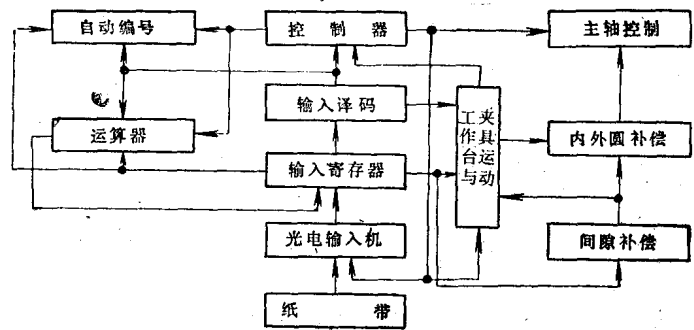 自动编号
控制器
主轴控制
输入译码
运算器
工作台与
夹具运动
内外圆补偿
输入寄存器
光电输入机
间隙补偿
纸带